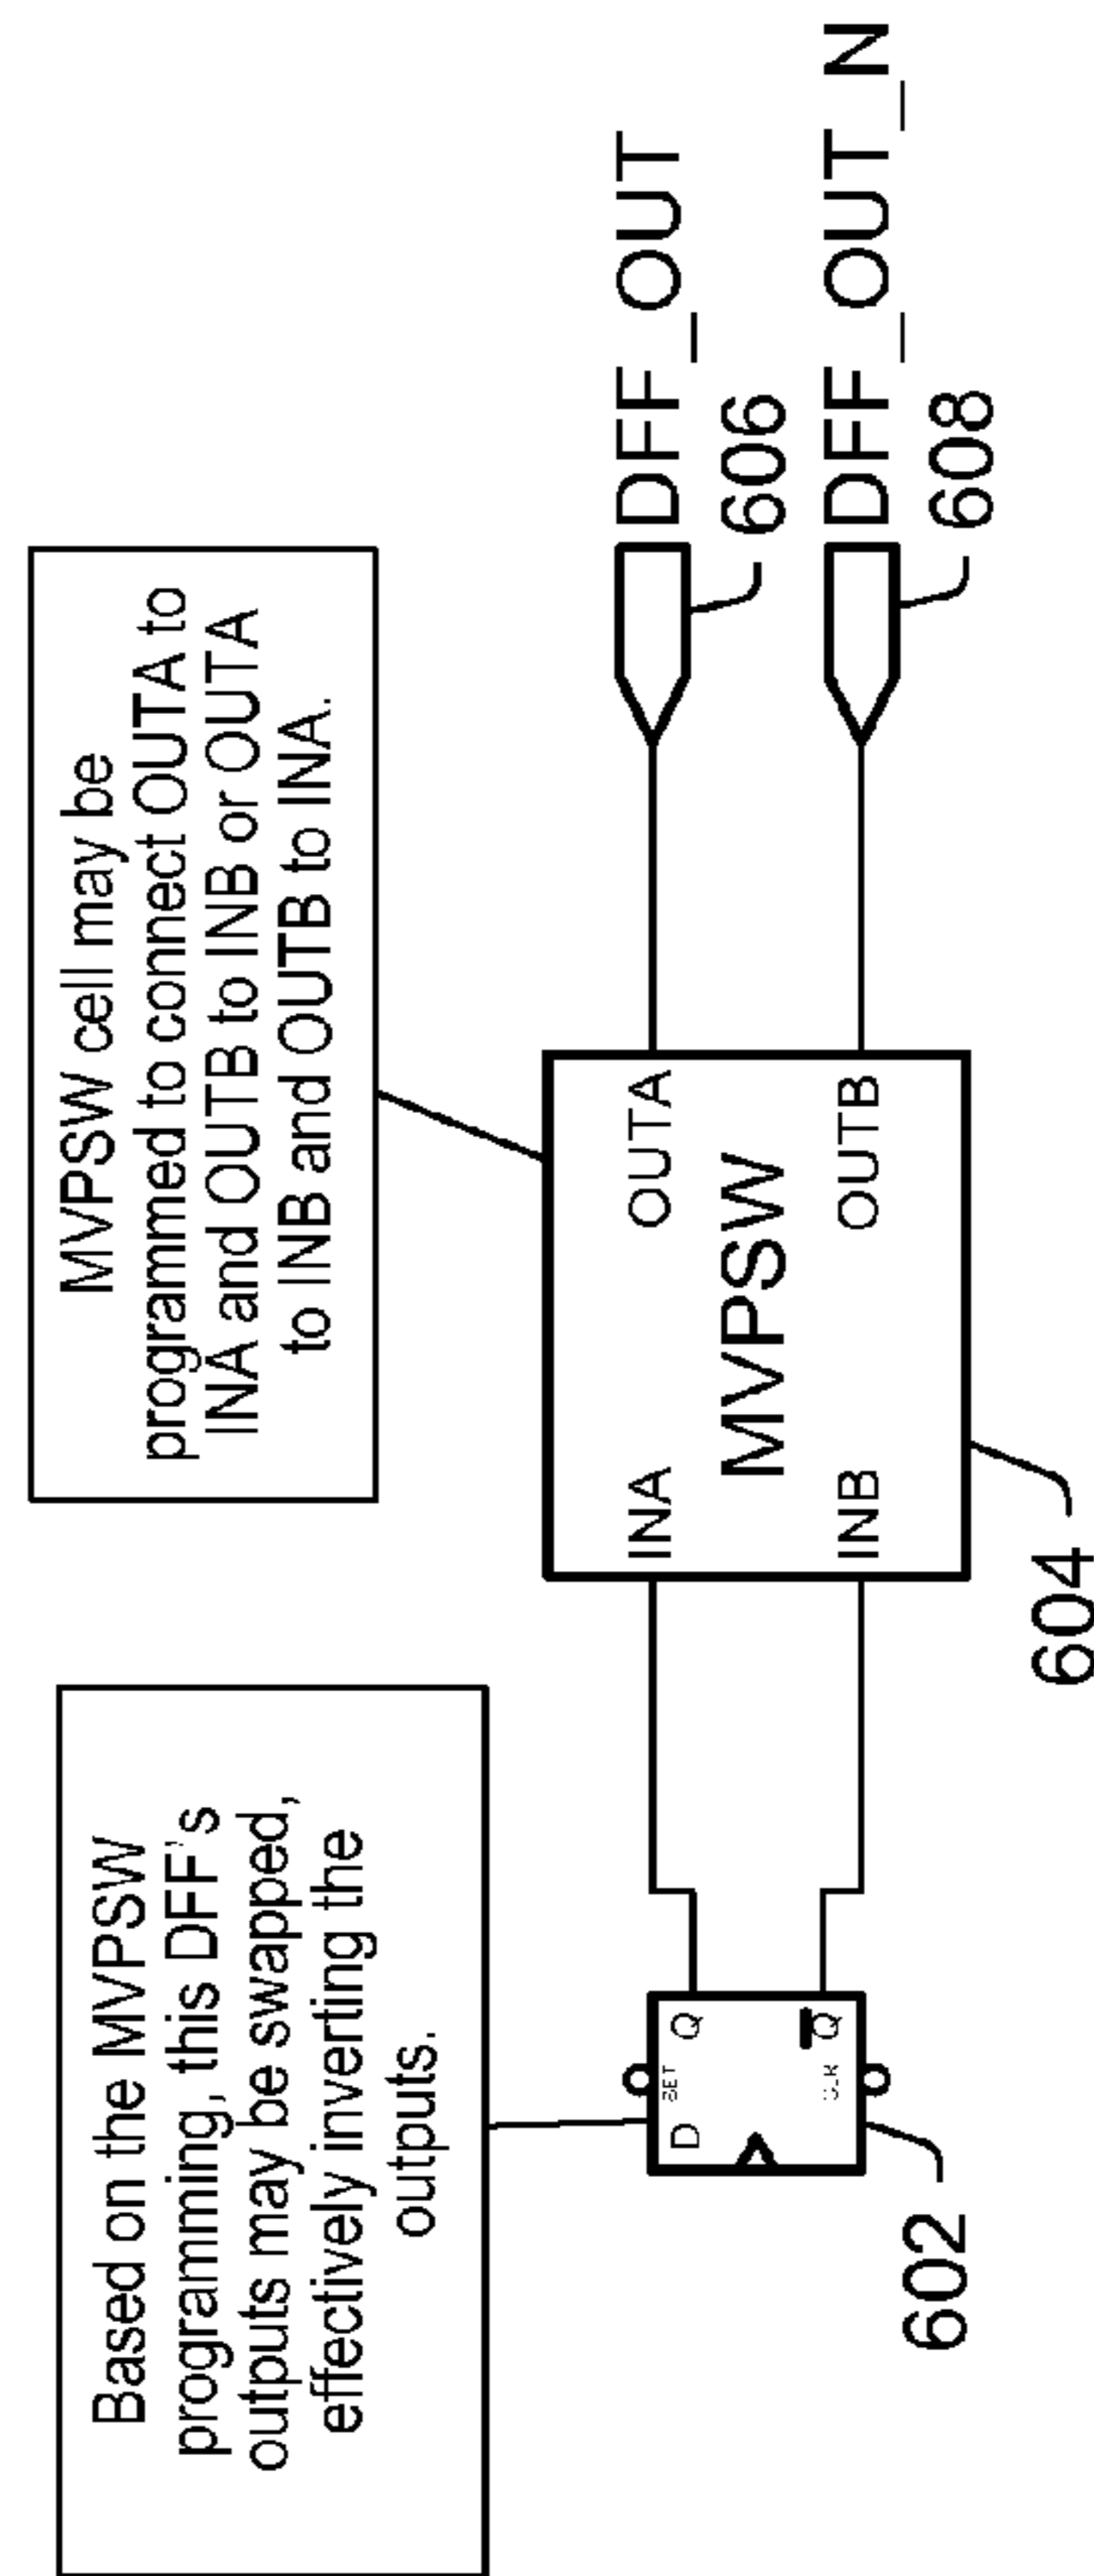 Based on the MVPSW
programming, this DFF's
outputs may be swapped,
effectively inverting the
outputs.
MVPSW cell may be
programmed to connect OUTA to
INA and OUTB to INB or OUTA
to INB and OUTB to INA.
D
SET
Q
CLR
Q
602
INA
OUTA
MVPSW
INB
OUTB
604
DFF_OUT
606
DFF_OUT_N
608